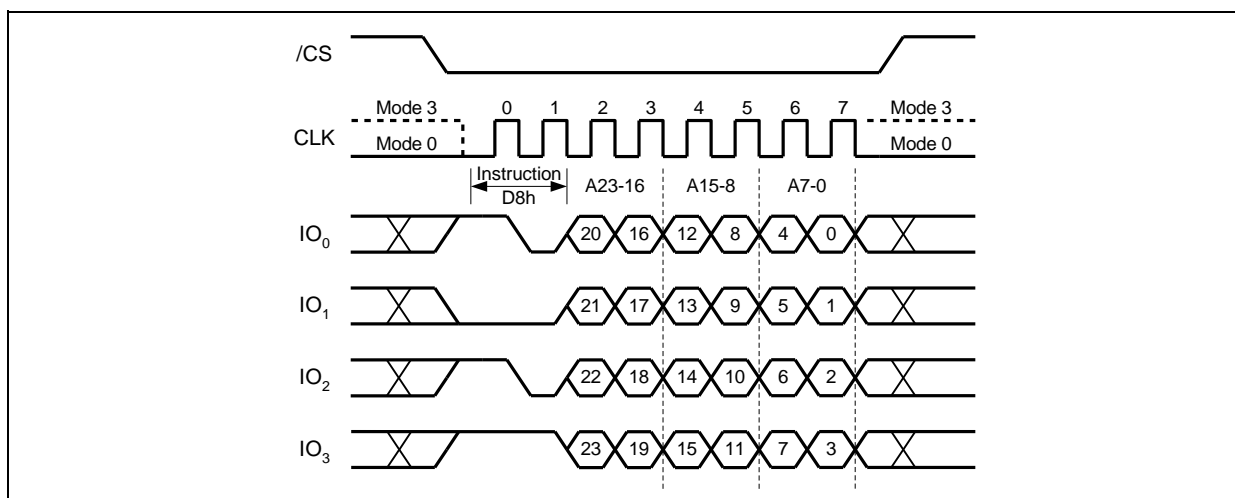 /CS
Mode 3 0 1 2 3 4 5 6 7 Mode 3
CLK Mode 0 Mode 0
Instruction
D8h A23-16 A15-8 A7-0
IO0 20 16 12 8 4 0
IO1 21 17 13 9 5 1
IO2 22 18 14 10 6 2
IO3 23 19 15 11 7 3